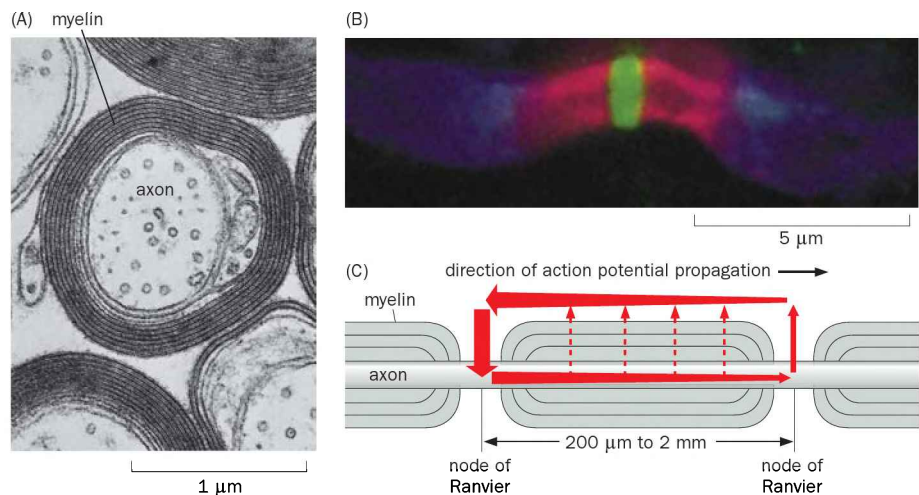 (A)
myelin
axon
1 μm
(B)
5 μm
(C)
direction of action potential propagation
myelin
axon
200 μm to 2 mm
node of
Ranvier
node of
Ranvier